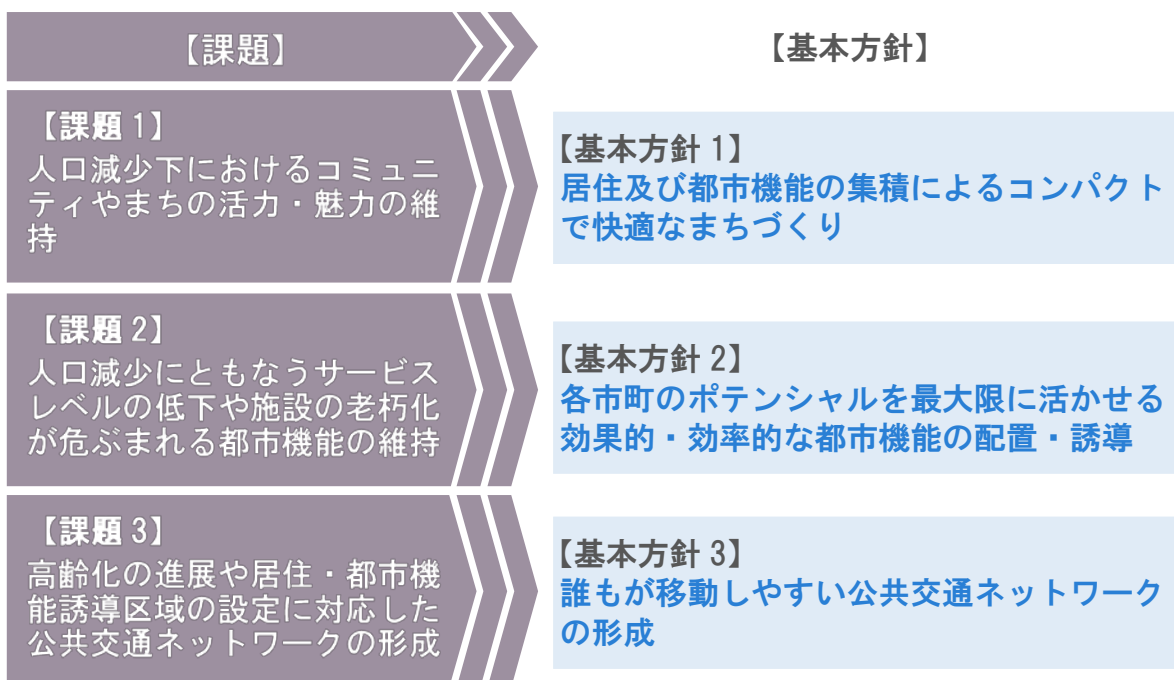 【課題】
【基本方針】
【課題 1】
人口減少下におけるコミュニ
ティやまちの活力・魅力の維
持
【基本方針 1】
居住及び都市機能の集積によるコンパクト
で快適なまちづくり
【課題 2】
人口減少にともなうサービス
レベルの低下や施設の老朽化
が危ぶまれる都市機能の維持
【基本方針 2】
各市町のポテンシャルを最大限に活かせる
効果的・効率的な都市機能の配置・誘導
【課題 3】
高齢化の進展や居住・都市機
能誘導区域の設定に対応した
公共交通ネットワークの形成
【基本方針 3】
誰もが移動しやすい公共交通ネットワーク
の形成